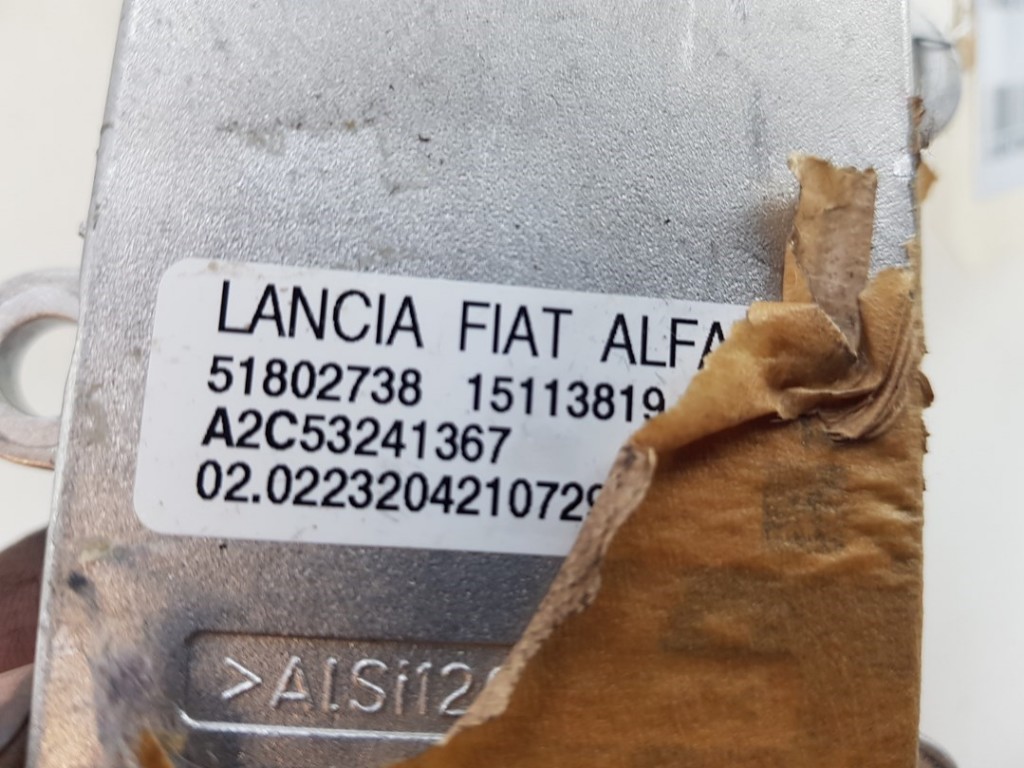 LANCIA FIAT ALFA
51802738 15113819
A2C53241367
02.0223204210729
>AlSi12